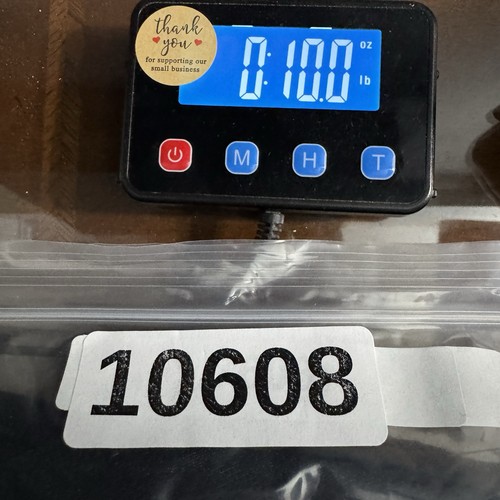 thank
you
for supporting our
small business
0:10.0 oz
lb
M H T
10608